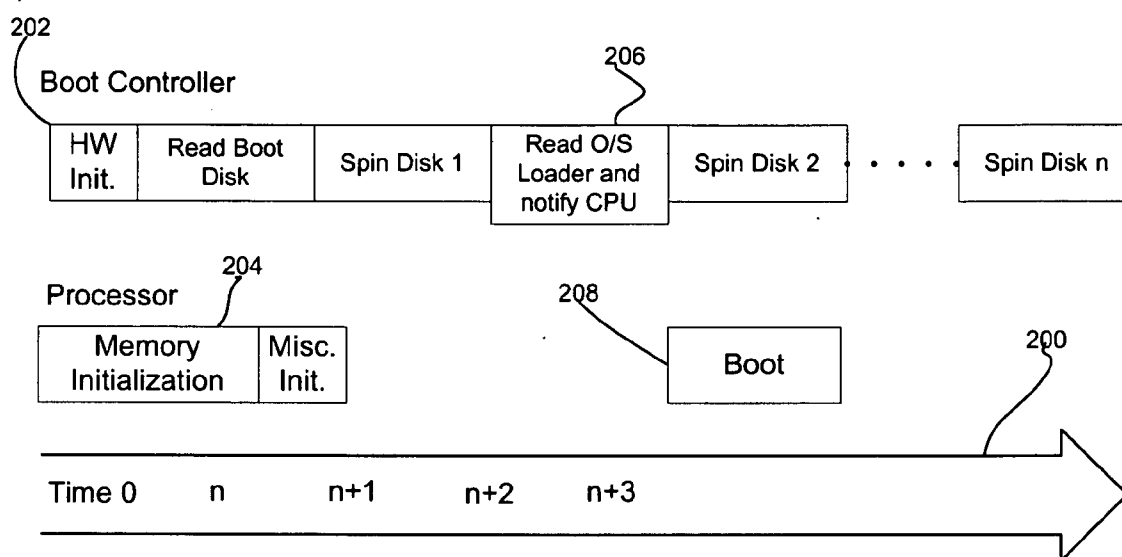 202
206
Boot Controller
HW
Init.
Read Boot
Disk
Spin Disk 1
Read O/S
Loader and
notify CPU
Spin Disk 2
Spin Disk n
204
Processor
208
200
Memory
Initialization
Misc.
Init.
Boot
Time 0 n n+1 n+2 n+3